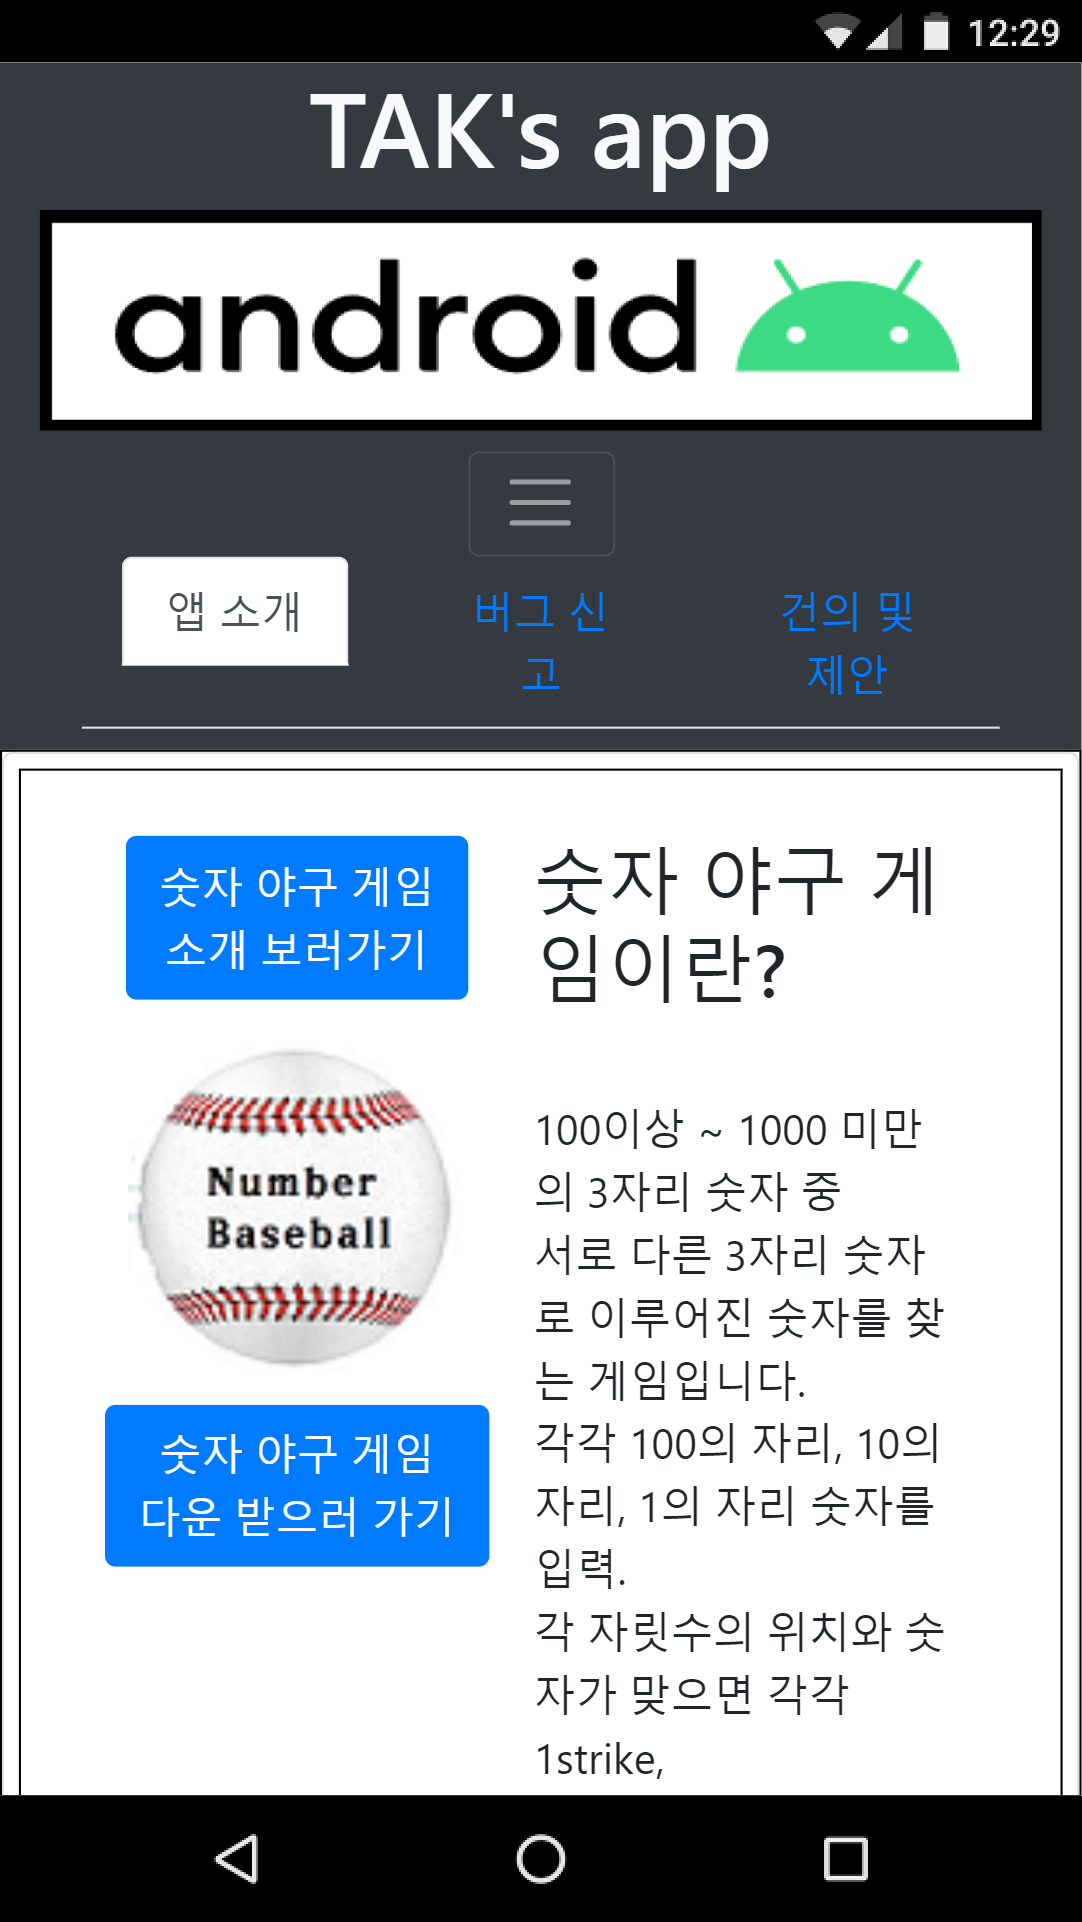 12:29
TAK's app
android
앱 소개
버그 신
고
건의 및
제안
숫자 야구 게임
소개 보러가기
Number
Baseball
숫자 야구 게임
다운 받으러 가기
숫자 야구 게
임이란?
100이상 ~ 1000 미만
의 3자리 숫자 중
서로 다른 3자리 숫자
로 이루어진 숫자를 찾
는 게임입니다.
각각 100의 자리, 10의
자리, 1의 자리 숫자를
입력.
각 자릿수의 위치와 숫
자가 맞으면 각각
1strike,